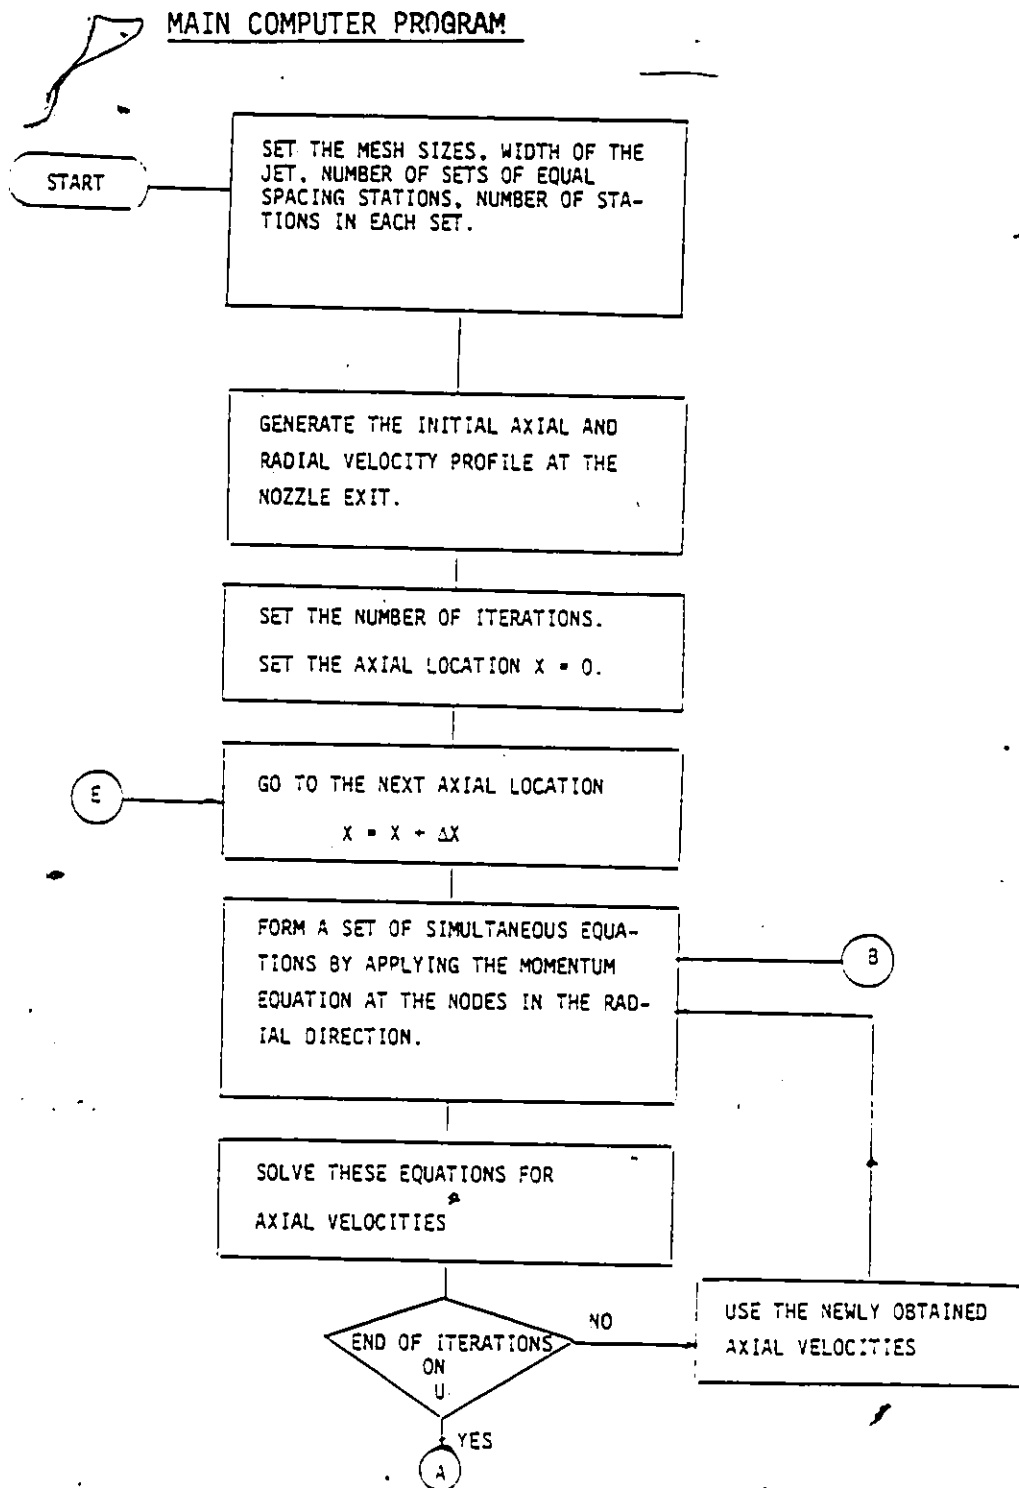 MAIN COMPUTER PROGRAM
START
SET THE MESH SIZES, WIDTH OF THE
JET, NUMBER OF SETS OF EQUAL
SPACING STATIONS, NUMBER OF STA-
TIONS IN EACH SET.
GENERATE THE INITIAL AXIAL AND
RADIAL VELOCITY PROFILE AT THE
NOZZLE EXIT.
SET THE NUMBER OF ITERATIONS.
SET THE AXIAL LOCATION X = 0.
E
GO TO THE NEXT AXIAL LOCATION
X = X + ΔX
FORM A SET OF SIMULTANEOUS EQUA-
TIONS BY APPLYING THE MOMENTUM
EQUATION AT THE NODES IN THE RAD-
IAL DIRECTION.
B
SOLVE THESE EQUATIONS FOR
AXIAL VELOCITIES
END OF ITERATIONS
ON
U
NO
USE THE NEWLY OBTAINED
AXIAL VELOCITIES
YES
A